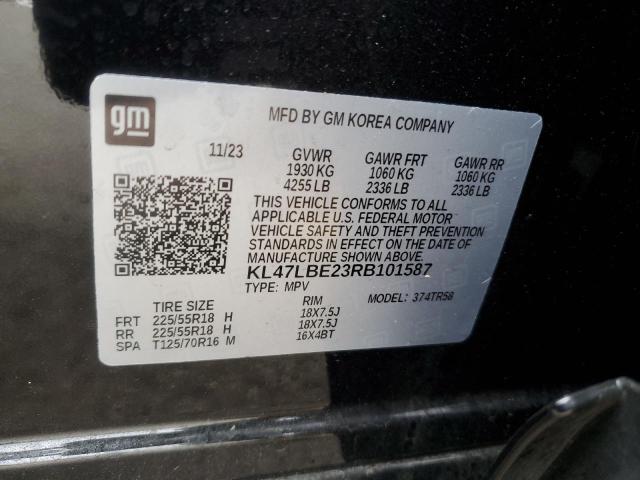 gm
MFD BY GM KOREA COMPANY
11/23 GVWR GAWR FRT GAWR RR
1930 KG 1060 KG 1060 KG
4255 LB 2336 LB 2336 LB
THIS VEHICLE CONFORMS TO ALL
APPLICABLE U.S. FEDERAL MOTOR
VEHICLE SAFETY AND THEFT PREVENTION
STANDARDS IN EFFECT ON THE DATE OF
MANUFACTURE SHOWN ABOVE.
KL47LBE23RB101587
TYPE: MPV MODEL: 374TR58
TIRE SIZE RIM
FRT 225/55R18 H 18X7.5J
RR 225/55R18 H 18X7.5J
SPA T125/70R16 M 16X4BT